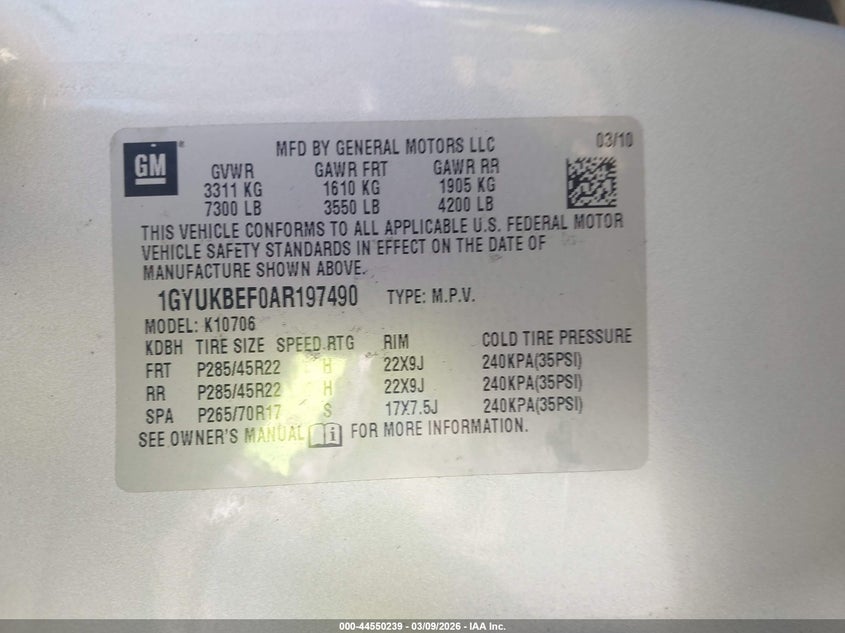 GM
MFD BY GENERAL MOTORS LLC 03/10
GVWR GAWR FRT GAWR RR
3311 KG 1610 KG 1905 KG
7300 LB 3550 LB 4200 LB
THIS VEHICLE CONFORMS TO ALL APPLICABLE U.S. FEDERAL MOTOR
VEHICLE SAFETY STANDARDS IN EFFECT ON THE DATE OF
MANUFACTURE SHOWN ABOVE.
1GYUKBEF0AR197490 TYPE: M.P.V.
MODEL: K10706
KDBH TIRE SIZE SPEED RTG RIM COLD TIRE PRESSURE
FRT P285/45R22 H 22X9J 240KPA(35PSI)
RR P285/45R22 H 22X9J 240KPA(35PSI)
SPA P265/70R17 S 17X7.5J 240KPA(35PSI)
SEE OWNER'S MANUAL i FOR MORE INFORMATION.
000-44550239 - 03/09/2026 - IAA Inc.